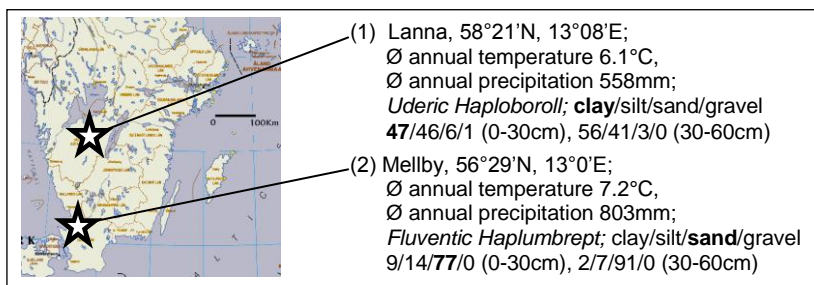 (1) Lanna, 58°21'N, 13°08'E;
Ø annual temperature 6.1°C,
Ø annual precipitation 558mm;
Uderic Haploboroll; clay/silt/sand/gravel
47/46/6/1 (0-30cm), 56/41/3/0 (30-60cm)
(2) Mellby, 56°29'N, 13°0'E;
Ø annual temperature 7.2°C,
Ø annual precipitation 803mm;
Fluventic Haplumbrept; clay/silt/sand/gravel
9/14/77/0 (0-30cm), 2/7/91/0 (30-60cm)
0 100Km